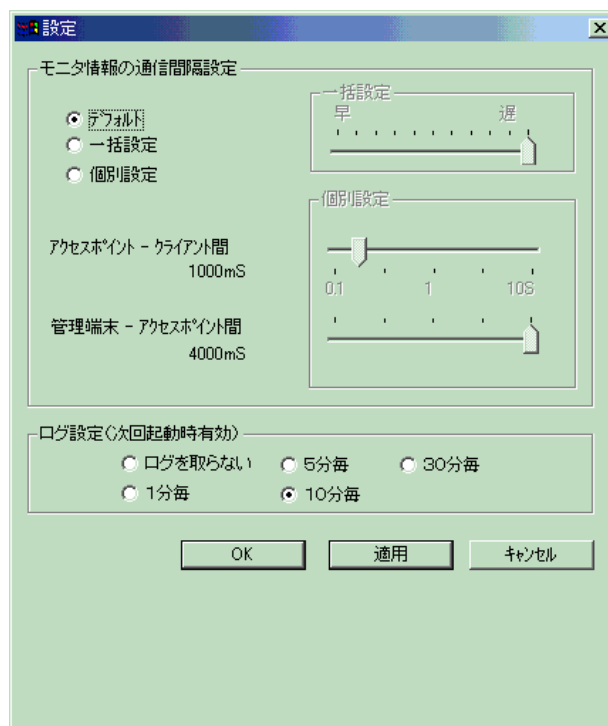 設定
モニタ情報の通信間隔設定
デフォルト
一括設定
個別設定
一括設定
早 遅
個別設定
アクセスポイント - クライアント間
1000mS
0.1 1 10S
管理端末 - アクセスポイント間
4000mS
ログ設定(次回起動時有効)
ログを取らない 5分毎 30分毎
1分毎 10分毎
OK 適用 キャンセル